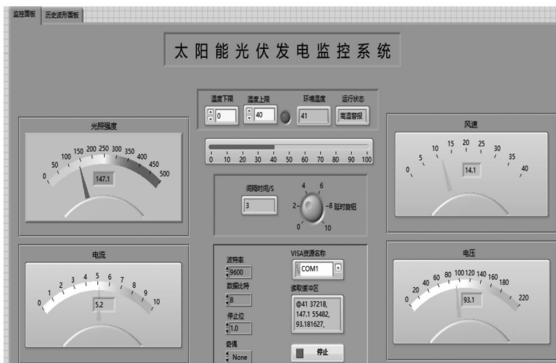 监控面板 历史波形面板
太阳能光伏发电监控系统
温度下限 温度上限 环境温度 运行状态
0 40 41 高温警报
0 10 20 30 40 50 60 70 80 90 100
光照强度
0 50 100 150 200 250 300 350 400 450 500
147.1
风速
0 5 10 15 20 25 30 35 40
14.1
间隔时间/S
3
0 2 4 6 8 10
延时旋钮
电流
0 1 2 3 4 5 6 7 8 9 10
5.2
波特率
9600
数据比特
8
停止位
1.0
奇偶
None
VISA资源名称
COM1
读取缓冲区
@41 37218,
147.1 55482,
93.181627,
停止
电压
0 20 40 60 80 100 120 140 160 180 220
93.1